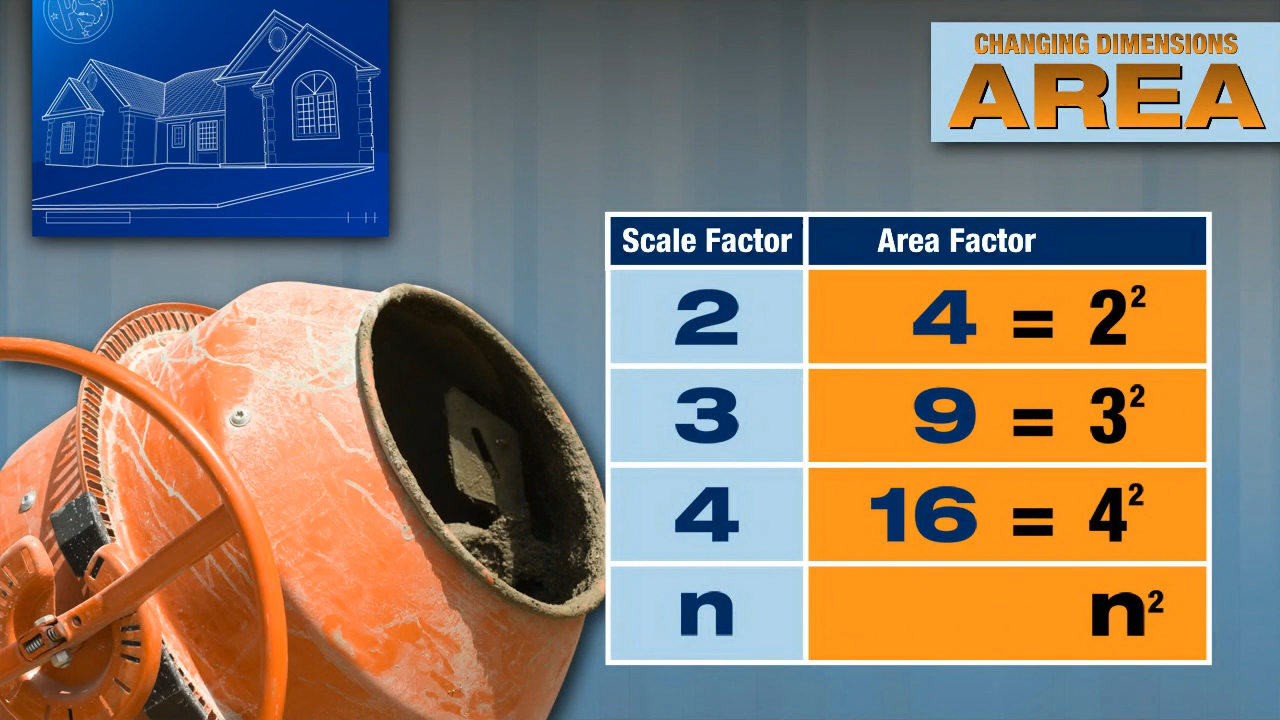 CHANGING DIMENSIONS
AREA
Scale Factor Area Factor
2 4 = 2²
3 9 = 3²
4 16 = 4²
n n²